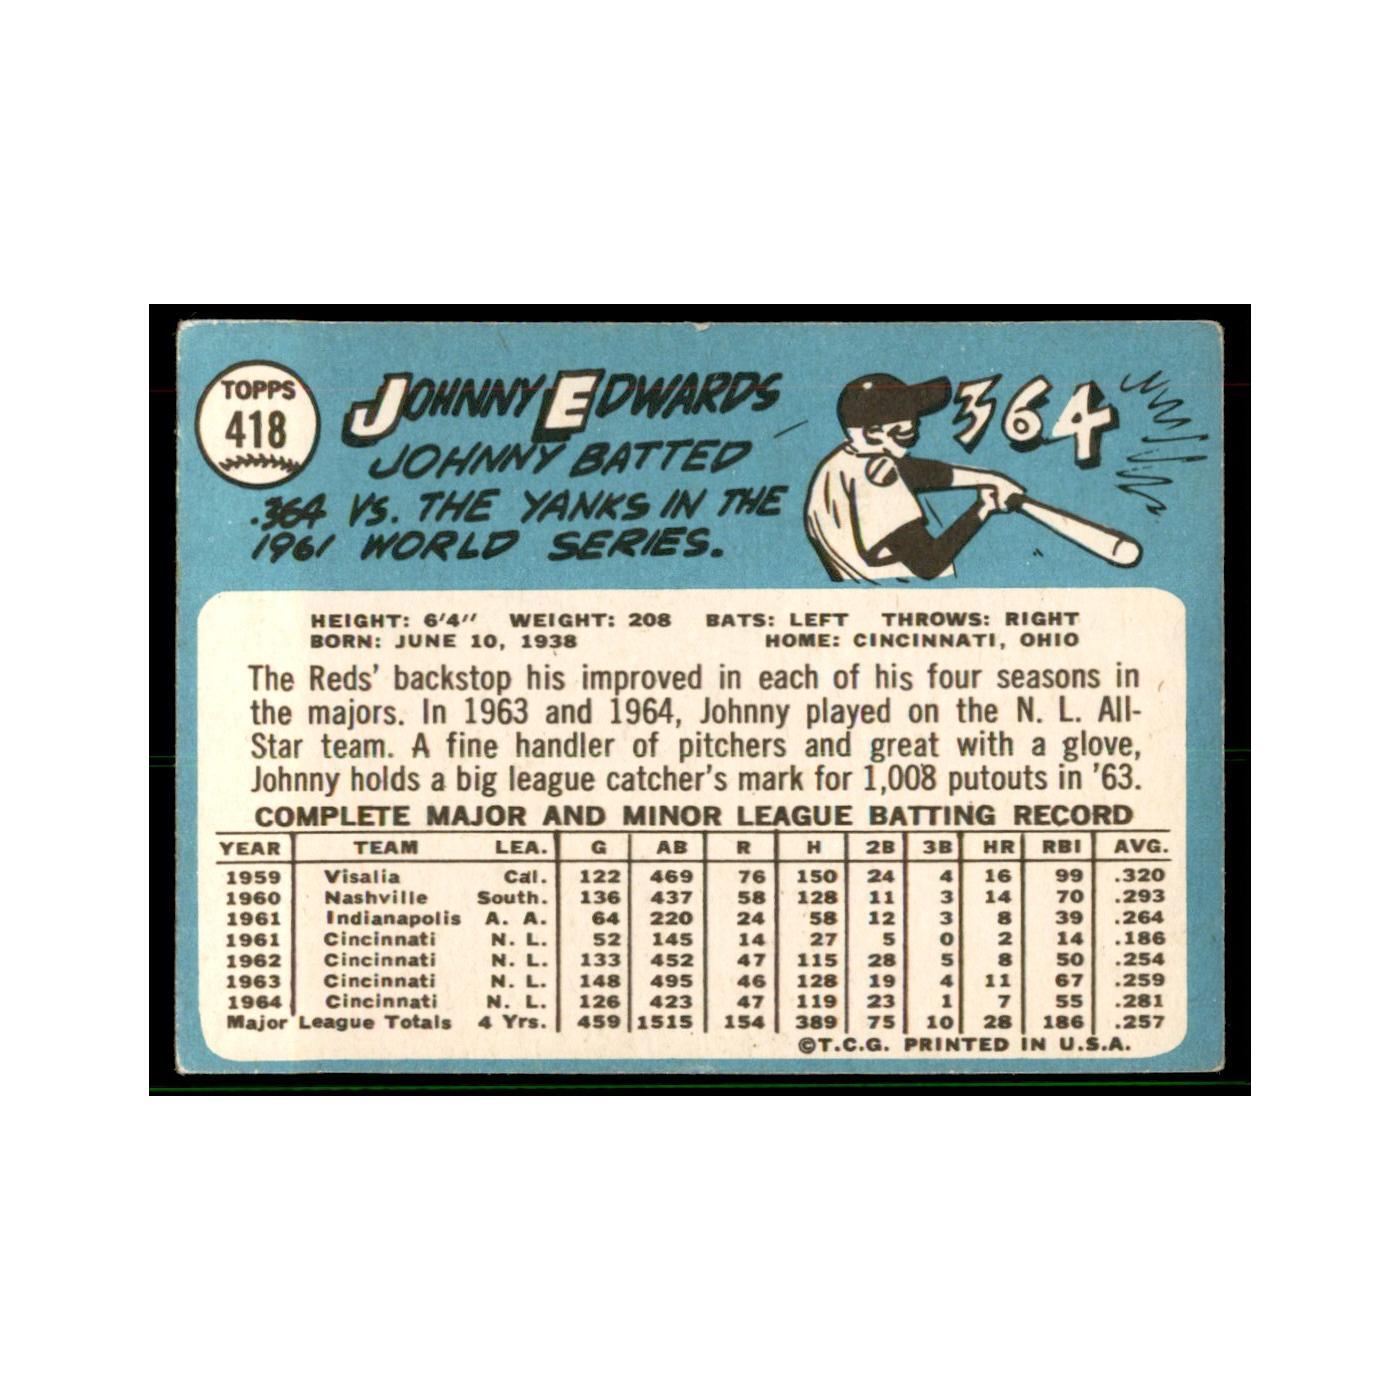 TOPPS
418
JOHNNY EDWARDS
JOHNNY BATTED
.364 VS. THE YANKS IN THE
1961 WORLD SERIES.
364
HEIGHT: 6'4" WEIGHT: 208 BATS: LEFT THROWS: RIGHT
BORN: JUNE 10, 1938 HOME: CINCINNATI, OHIO
The Reds' backstop his improved in each of his four seasons in
the majors. In 1963 and 1964, Johnny played on the N. L. All-
Star team. A fine handler of pitchers and great with a glove,
Johnny holds a big league catcher's mark for 1,008 putouts in '63.
COMPLETE MAJOR AND MINOR LEAGUE BATTING RECORD
YEAR TEAM LEA. G AB R H 2B 3B HR RBI AVG.
1959 Visalia Cal. 122 469 76 150 24 4 16 99 .320
1960 Nashville South. 136 437 58 128 11 3 14 70 .293
1961 Indianapolis A. A. 64 220 24 58 12 3 8 39 .264
1961 Cincinnati N. L. 52 145 14 27 5 0 2 14 .186
1962 Cincinnati N. L. 133 452 47 115 28 5 8 50 .254
1963 Cincinnati N. L. 148 495 46 128 19 4 11 67 .259
1964 Cincinnati N. L. 126 423 47 119 23 1 7 55 .281
Major League Totals 4 Yrs. 459 1515 154 389 75 10 28 186 .257
©T.C.G. PRINTED IN U.S.A.